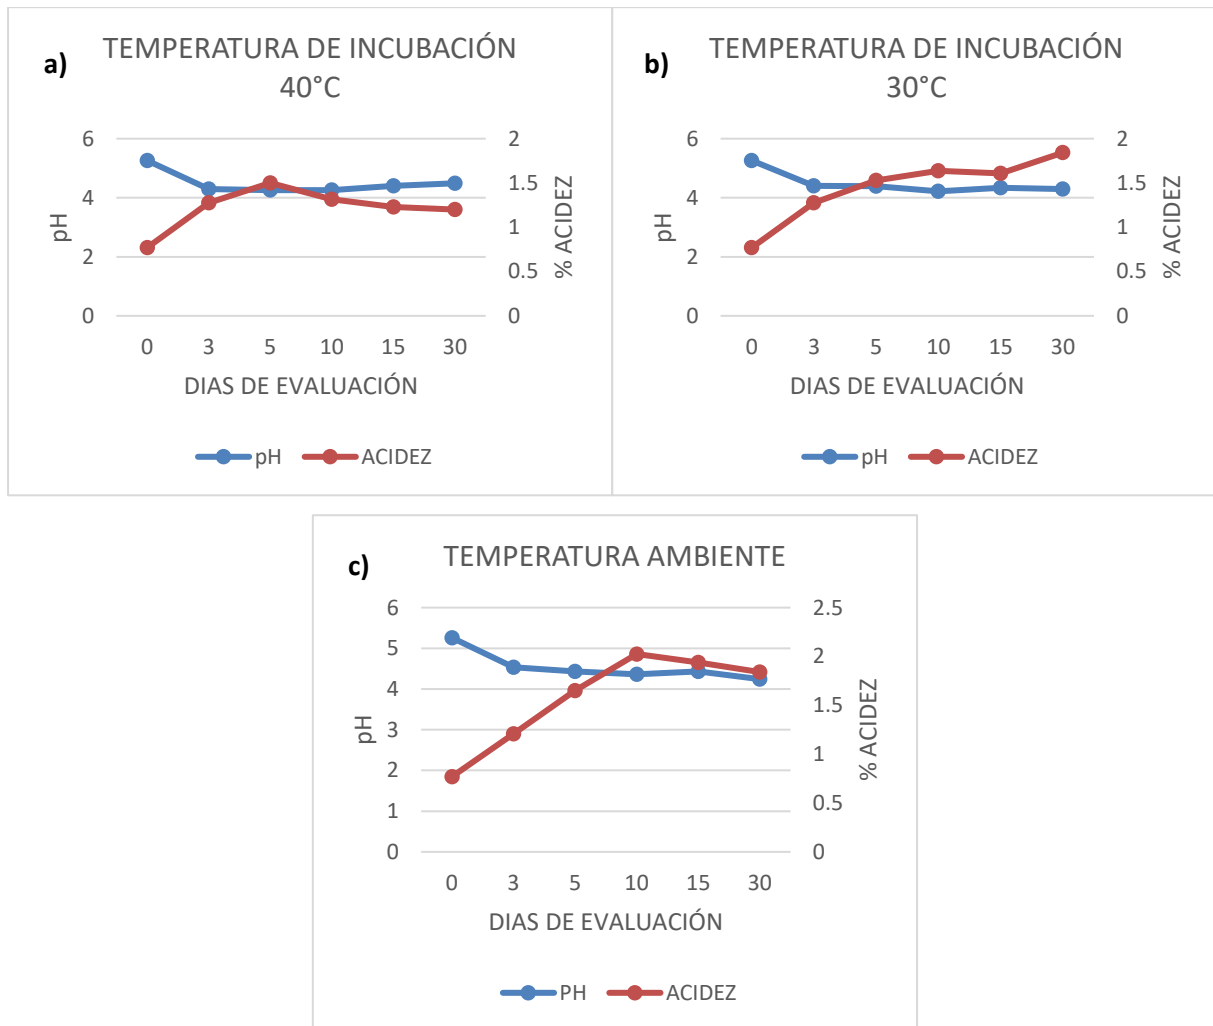 a)
TEMPERATURA DE INCUBACIÓN
40°C
6
4
2
0
pH
2
1.5
1
0.5
0
% ACIDEZ
0 3 5 10 15 30
DIAS DE EVALUACIÓN
pH ACIDEZ
b)
TEMPERATURA DE INCUBACIÓN
30°C
6
4
2
0
pH
2
1.5
1
0.5
0
% ACIDEZ
0 3 5 10 15 30
DIAS DE EVALUACIÓN
pH ACIDEZ
c)
TEMPERATURA AMBIENTE
6
5
4
3
2
1
0
pH
2.5
2
1.5
1
0.5
0
% ACIDEZ
0 3 5 10 15 30
DIAS DE EVALUACIÓN
PH ACIDEZ